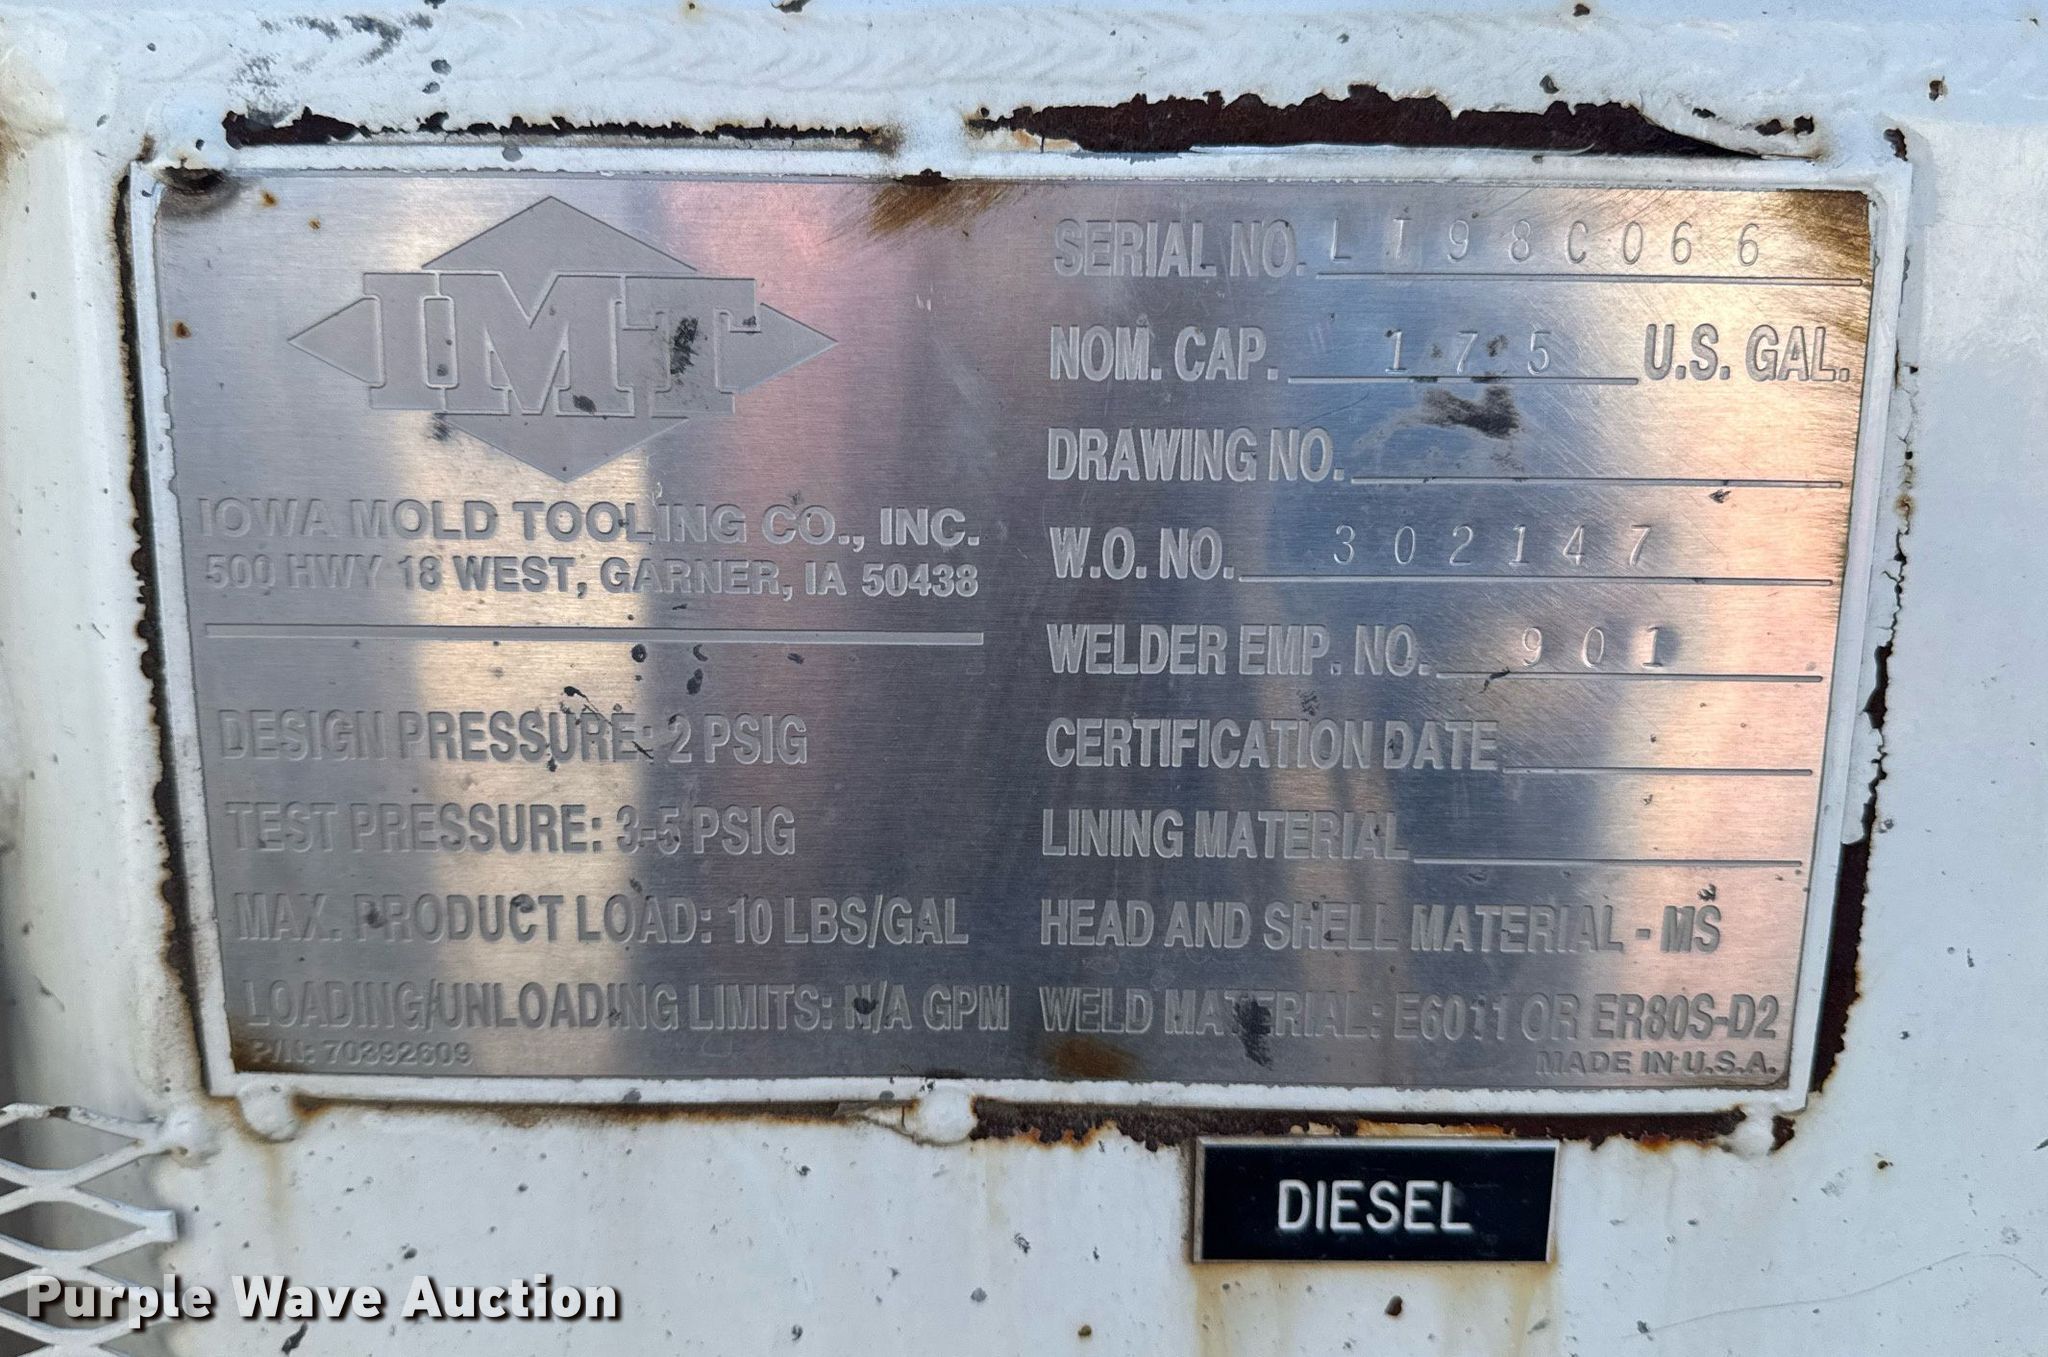 IMT
IOWA MOLD TOOLING CO., INC.
500 HWY 18 WEST, GARNER, IA 50438
DESIGN PRESSURE: 2 PSIG
TEST PRESSURE: 3-5 PSIG
MAX. PRODUCT LOAD: 10 LBS/GAL
LOADING/UNLOADING LIMITS: N/A GPM
P/N: 70392609
SERIAL NO. LT98C066
NOM. CAP. 175 U.S. GAL.
DRAWING NO.
W.O. NO. 302147
WELDER EMP. NO. 901
CERTIFICATION DATE
LINING MATERIAL
HEAD AND SHELL MATERIAL - MS
WELD MATERIAL: E6011 OR ER80S-D2
MADE IN U.S.A.
DIESEL
Purple Wave Auction